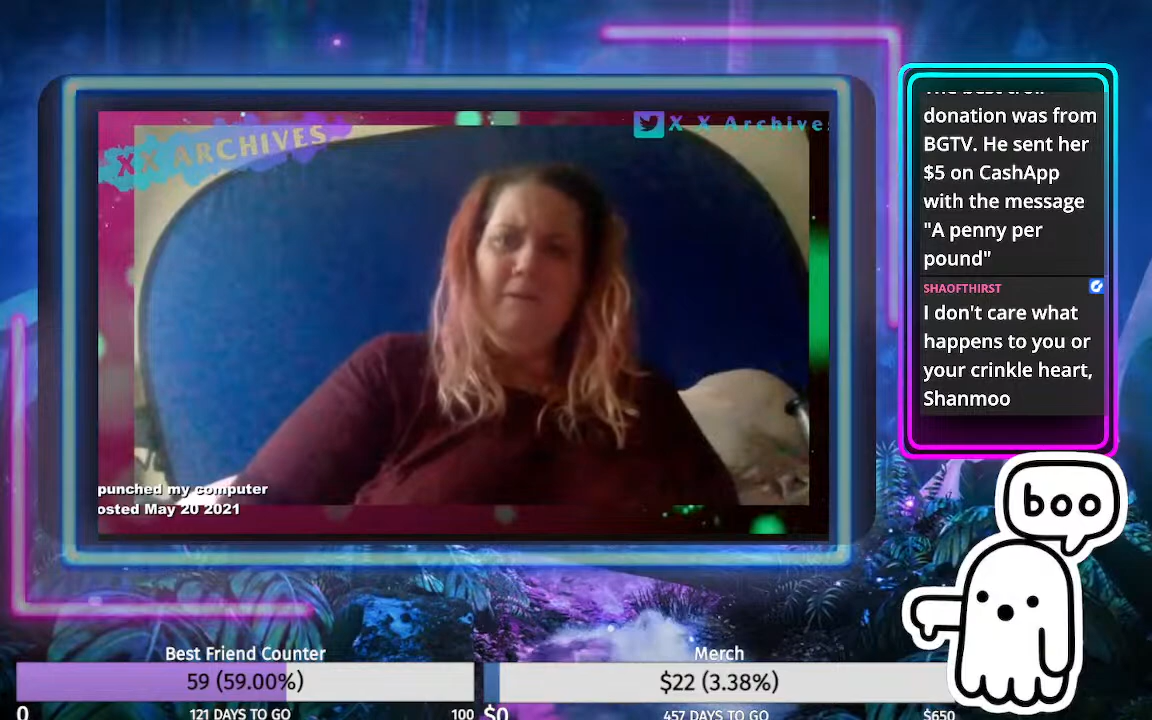 XX ARCHIVES
X X Archive
punched my computer
osted May 20 2021
donation was from
BGTV. He sent her
$5 on CashApp
with the message
"A penny per
pound"
SHAOFTHIRST
I don't care what
happens to you or
your crinkle heart,
Shanmoo
boo
Best Friend Counter
59 (59.00%)
0 121 DAYS TO GO 100
Merch
$22 (3.38%)
$0 457 DAYS TO GO $650